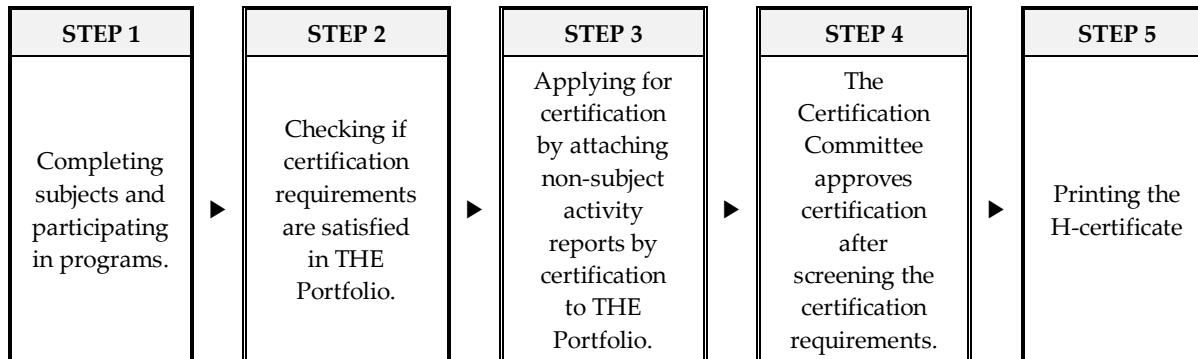 STEP 1
Completing
subjects and
participating
in programs.
▶
STEP 2
Checking if
certification
requirements
are satisfied
in THE
Portfolio.
▶
STEP 3
Applying for
certification
by attaching
non-subject
activity
reports by
certification
to THE
Portfolio.
▶
STEP 4
The
Certification
Committee
approves
certification
after
screening the
certification
requirements.
▶
STEP 5
Printing the
H-certificate